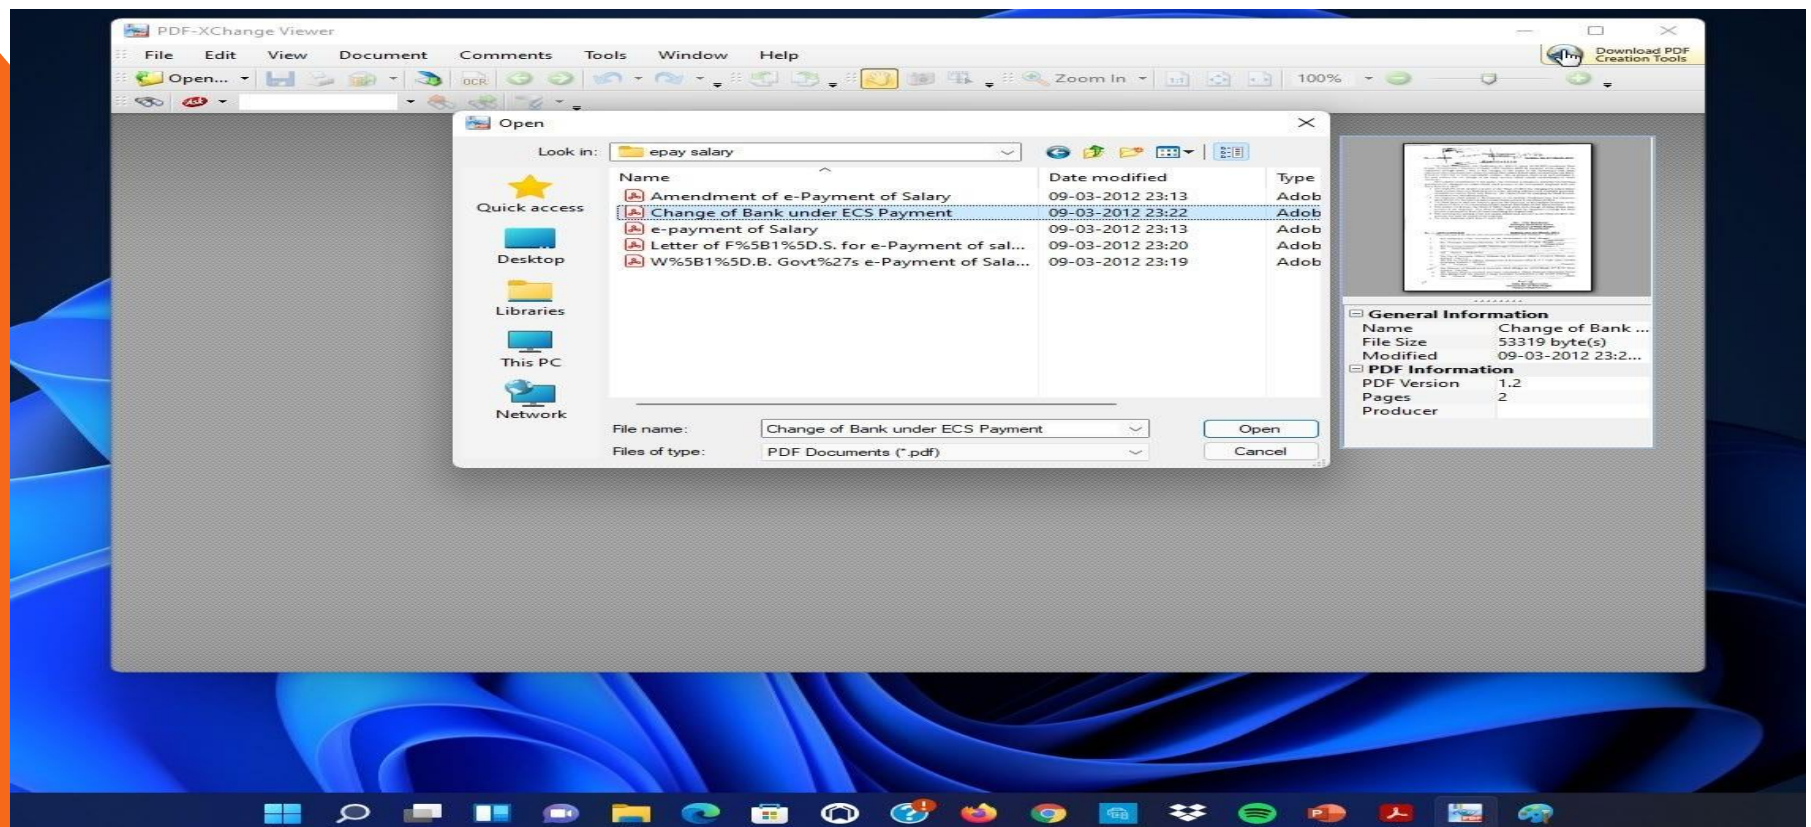 PDF-XChange Viewer
File Edit View Document Comments Tools Window Help
Download PDF
Creation Tools
Open... OCR Zoom In 1:1 100%
Ask
Open
Look in: epay salary
Name Date modified Type
Amendment of e-Payment of Salary 09-03-2012 23:13 Adob
Change of Bank under ECS Payment 09-03-2012 23:22 Adob
e-payment of Salary 09-03-2012 23:13 Adob
Letter of F%5B1%5D.S. for e-Payment of sal... 09-03-2012 23:20 Adob
W%5B1%5D.B. Govt%27s e-Payment of Sala... 09-03-2012 23:19 Adob
Quick access
Desktop
Libraries
This PC
Network
File name: Change of Bank under ECS Payment Open
Files of type: PDF Documents (*.pdf) Cancel
General Information
Name Change of Bank ...
File Size 53319 byte(s)
Modified 09-03-2012 23:2...
PDF Information
PDF Version 1.2
Pages 2
Producer